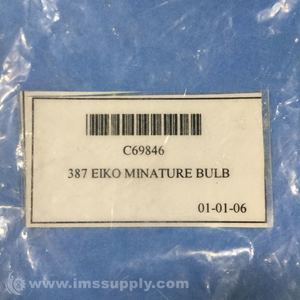 C69846
387 EIKO MINATURE BULB
01-01-06
© www.imssupply.com